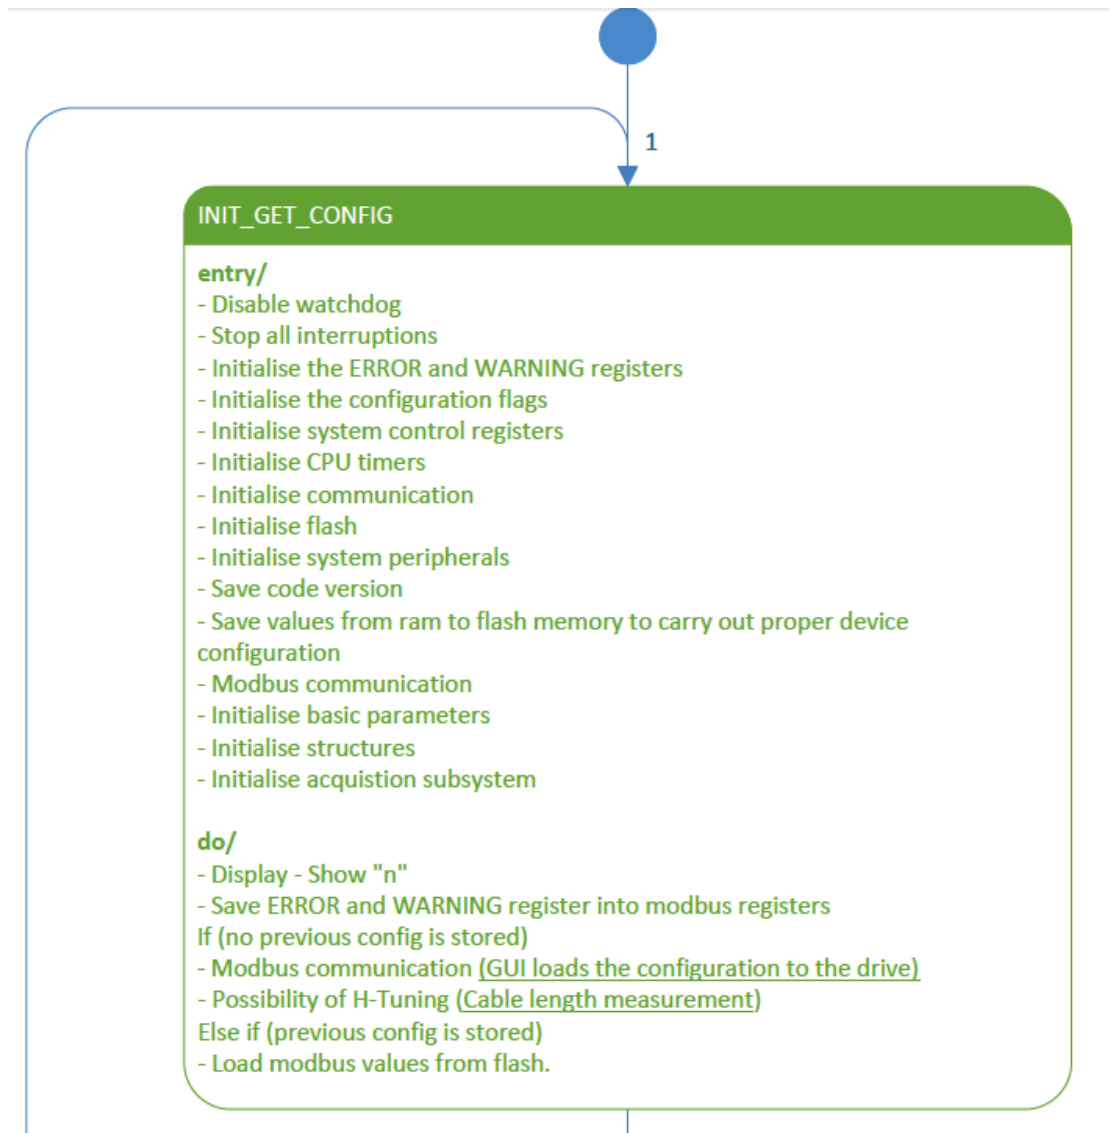 1
INIT_GET_CONFIG
entry/
- Disable watchdog
- Stop all interruptions
- Initialise the ERROR and WARNING registers
- Initialise the configuration flags
- Initialise system control registers
- Initialise CPU timers
- Initialise communication
- Initialise flash
- Initialise system peripherals
- Save code version
- Save values from ram to flash memory to carry out proper device
configuration
- Modbus communication
- Initialise basic parameters
- Initialise structures
- Initialise acquistion subsystem
do/
- Display - Show "n"
- Save ERROR and WARNING register into modbus registers
If (no previous config is stored)
- Modbus communication (GUI loads the configuration to the drive)
- Possibility of H-Tuning (Cable length measurement)
Else if (previous config is stored)
- Load modbus values from flash.